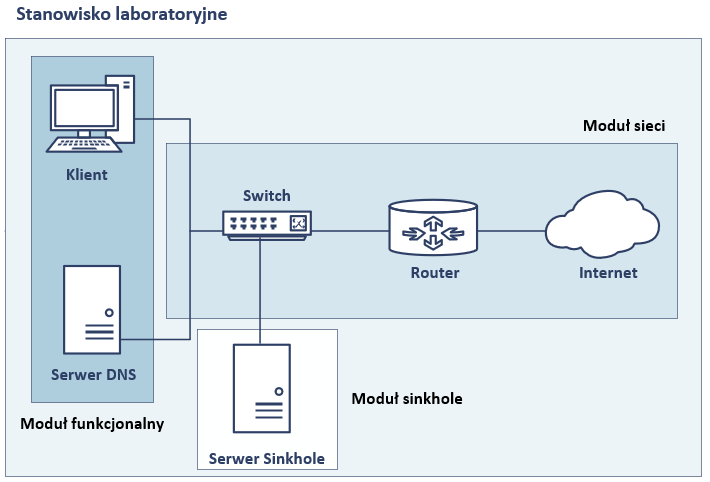 Stanowisko laboratoryjne
Moduł sieci
Klient
Switch
Router
Internet
Serwer DNS
Moduł funkcjonalny
Moduł sinkhole
Serwer Sinkhole